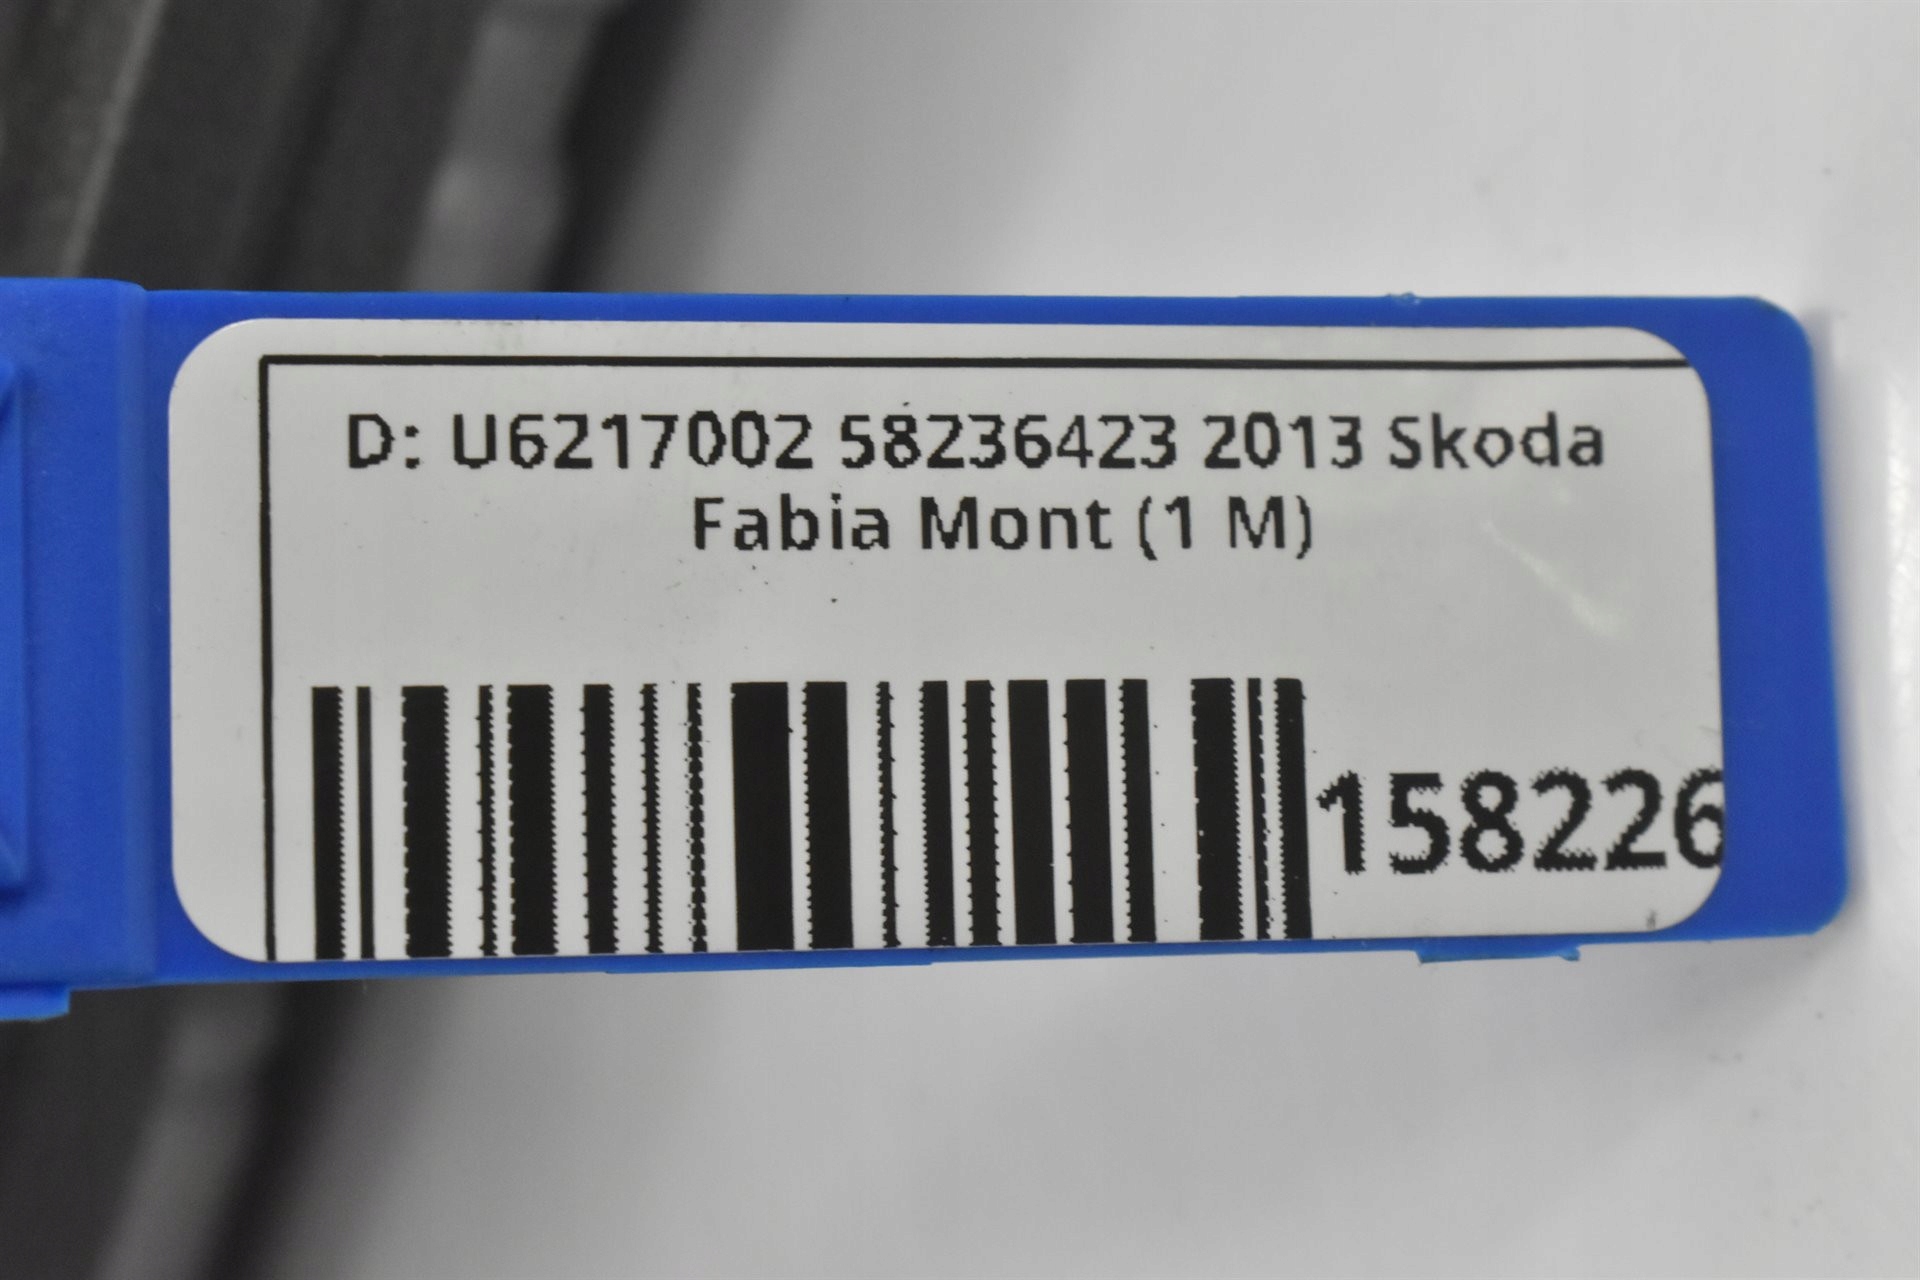 D: U6217002 58236423 2013 Skoda
Fabia Mont (1 M)
158226